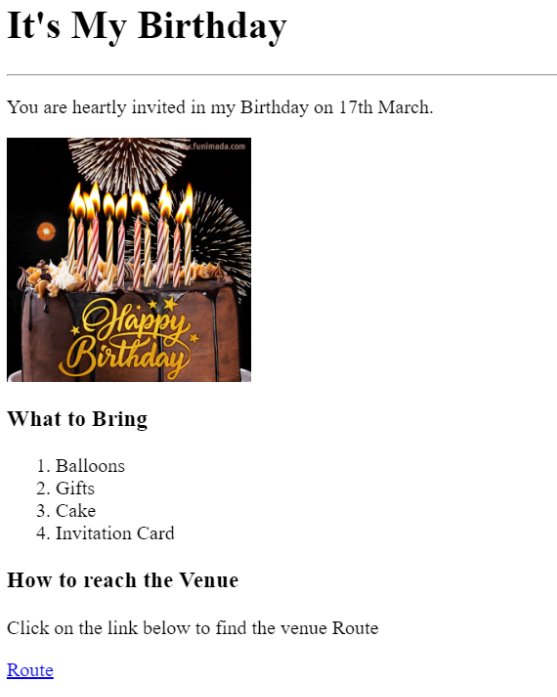 It's My Birthday
You are heartly invited in my Birthday on 17th March.
.funimada.com
Happy
Birthday
What to Bring
1. Balloons
2. Gifts
3. Cake
4. Invitation Card
How to reach the Venue
Click on the link below to find the venue Route
Route